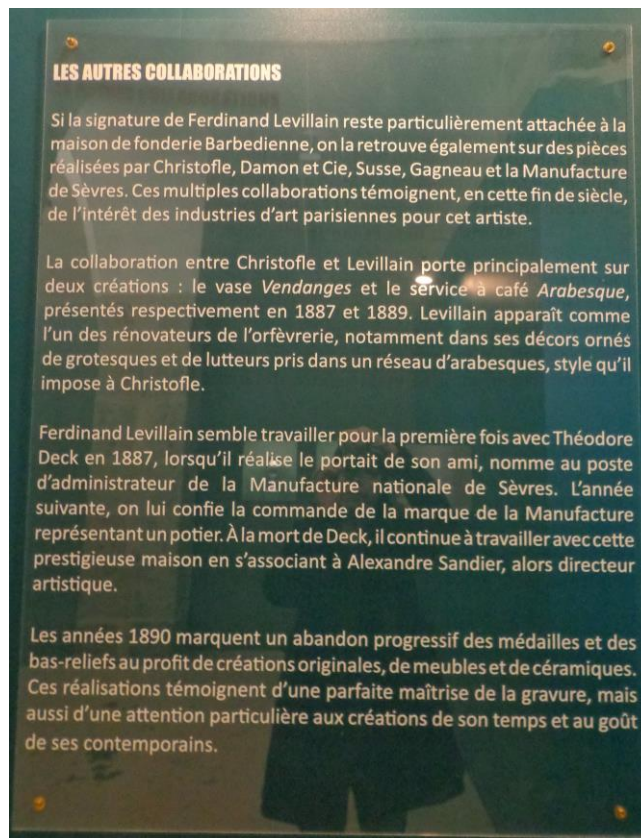 LES AUTRES COLLABORATIONS
Si la signature de Ferdinand Levillain reste particulièrement attachée à la
maison de fonderie Barbedienne, on la retrouve également sur des pièces
réalisées par Christofle, Damon et Cie, Susse, Gagneau et la Manufacture
de Sèvres. Ces multiples collaborations témoignent, en cette fin de siècle,
de l'intérêt des industries d'art parisiennes pour cet artiste.
La collaboration entre Christofle et Levillain porte principalement sur
deux créations : le vase Vendanges et le service à café Arabesque,
présentés respectivement en 1887 et 1889. Levillain apparaît comme
l'un des rénovateurs de l'orfèvrerie, notamment dans ses décors ornés
de grotesques et de lutteurs pris dans un réseau d'arabesques, style qu'il
impose à Christofle.
Ferdinand Levillain semble travailler pour la première fois avec Théodore
Deck en 1887, lorsqu'il réalise le portait de son ami, nomme au poste
d'administrateur de la Manufacture nationale de Sèvres. L'année
suivante, on lui confie la commande de la marque de la Manufacture
représentant un potier. À la mort de Deck, il continue à travailler avec cette
prestigieuse maison en s'associant à Alexandre Sandier, alors directeur
artistique.
Les années 1890 marquent un abandon progressif des médailles et des
bas-reliefs au profit de créations originales, de meubles et de céramiques.
Ces réalisations témoignent d'une parfaite maîtrise de la gravure, mais
aussi d'une attention particulière aux créations de son temps et au goût
de ses contemporains.